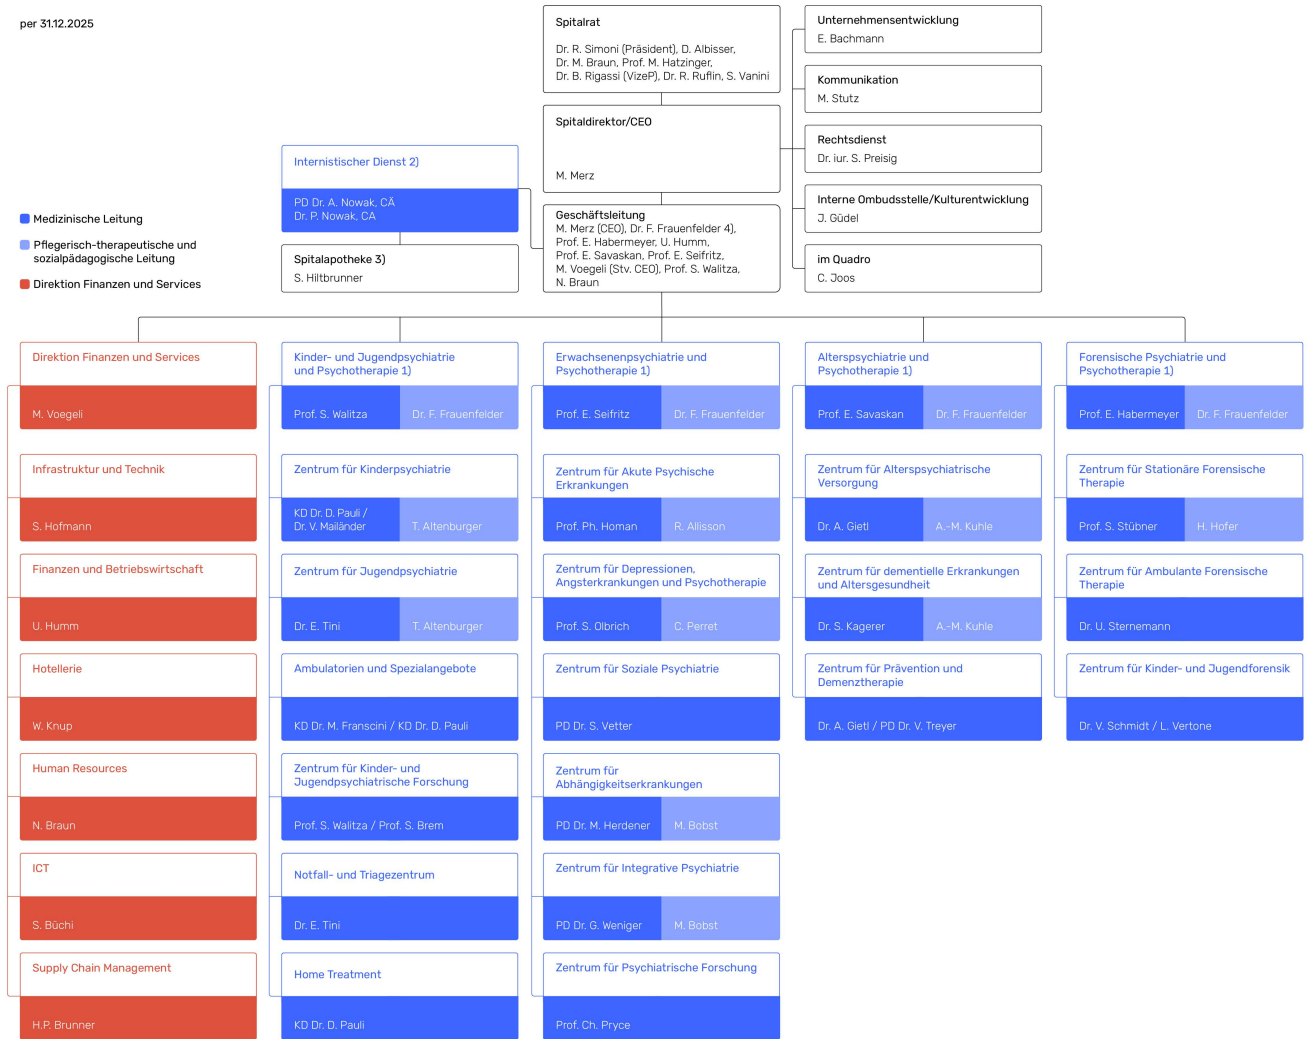 per 31.12.2025
Spitalrat
Dr. R. Simoni (Präsident), D. Albisser,
Dr. M. Braun, Prof. M. Hatzinger,
Dr. B. Rigassi (VizeP), Dr. R. Ruflin, S. Vanini
Unternehmensentwicklung
E. Bachmann
Kommunikation
M. Stutz
Spitaldirektor/CEO
M. Merz
Rechtsdienst
Dr. iur. S. Preisig
Interne Ombudsstelle/Kulturentwicklung
J. Güdel
im Quadro
C. Joos
Internistischer Dienst 2)
PD Dr. A. Nowak, CÄ
Dr. P. Nowak, CA
Spitalapotheke 3)
S. Hiltbrunner
Geschäftsleitung
M. Merz (CEO), Dr. F. Frauenfelder 4),
Prof. E. Habermeyer, U. Humm,
Prof. E. Savaskan, Prof. E. Seifritz,
M. Voegeli (Stv. CEO), Prof. S. Walitza,
N. Braun
Medizinische Leitung
Pflegerisch-therapeutische und
sozialpädagogische Leitung
Direktion Finanzen und Services
Direktion Finanzen und Services
M. Voegeli
Infrastruktur und Technik
S. Hofmann
Finanzen und Betriebswirtschaft
U. Humm
Hotellerie
W. Knup
Human Resources
N. Braun
ICT
S. Büchi
Supply Chain Management
H.P. Brunner
Kinder- und Jugendpsychiatrie
und Psychotherapie 1)
Prof. S. Walitza
Dr. F. Frauenfelder
Zentrum für Kinderpsychiatrie
KD Dr. D. Pauli /
Dr. V. Mailänder
T. Altenburger
Zentrum für Jugendpsychiatrie
Dr. E. Tini
T. Altenburger
Ambulatorien und Spezialangebote
KD Dr. M. Franscini / KD Dr. D. Pauli
Zentrum für Kinder- und
Jugendpsychiatrische Forschung
Prof. S. Walitza / Prof. S. Brem
Notfall- und Triagezentrum
Dr. E. Tini
Home Treatment
KD Dr. D. Pauli
Erwachsenenpsychiatrie und
Psychotherapie 1)
Prof. E. Seifritz
Dr. F. Frauenfelder
Zentrum für Akute Psychische
Erkrankungen
Prof. Ph. Homan
R. Allisson
Zentrum für Depressionen,
Angsterkrankungen und Psychotherapie
Prof. S. Olbrich
C. Perret
Zentrum für Soziale Psychiatrie
PD Dr. S. Vetter
Zentrum für
Abhängigkeitserkrankungen
PD Dr. M. Herdener
M. Bobst
Zentrum für Integrative Psychiatrie
PD Dr. G. Weniger
M. Bobst
Zentrum für Psychiatrische Forschung
Prof. Ch. Pryce
Alterspsychiatrie und
Psychotherapie 1)
Prof. E. Savaskan
Dr. F. Frauenfelder
Zentrum für Alterspsychiatrische
Versorgung
Dr. A. Gietl
A.-M. Kuhle
Zentrum für dementielle Erkrankungen
und Altersgesundheit
Dr. S. Kagerer
A.-M. Kuhle
Zentrum für Prävention und
Demenztherapie
Dr. A. Gietl / PD Dr. V. Treyer
Forensische Psychiatrie und
Psychotherapie 1)
Prof. E. Habermeyer
Dr. F. Frauenfelder
Zentrum für Stationäre Forensische
Therapie
Prof. S. Stübner
H. Hofer
Zentrum für Ambulante Forensische
Therapie
Dr. U. Sternemann
Zentrum für Kinder- und Jugendforensik
Dr. V. Schmidt / L. Vertone